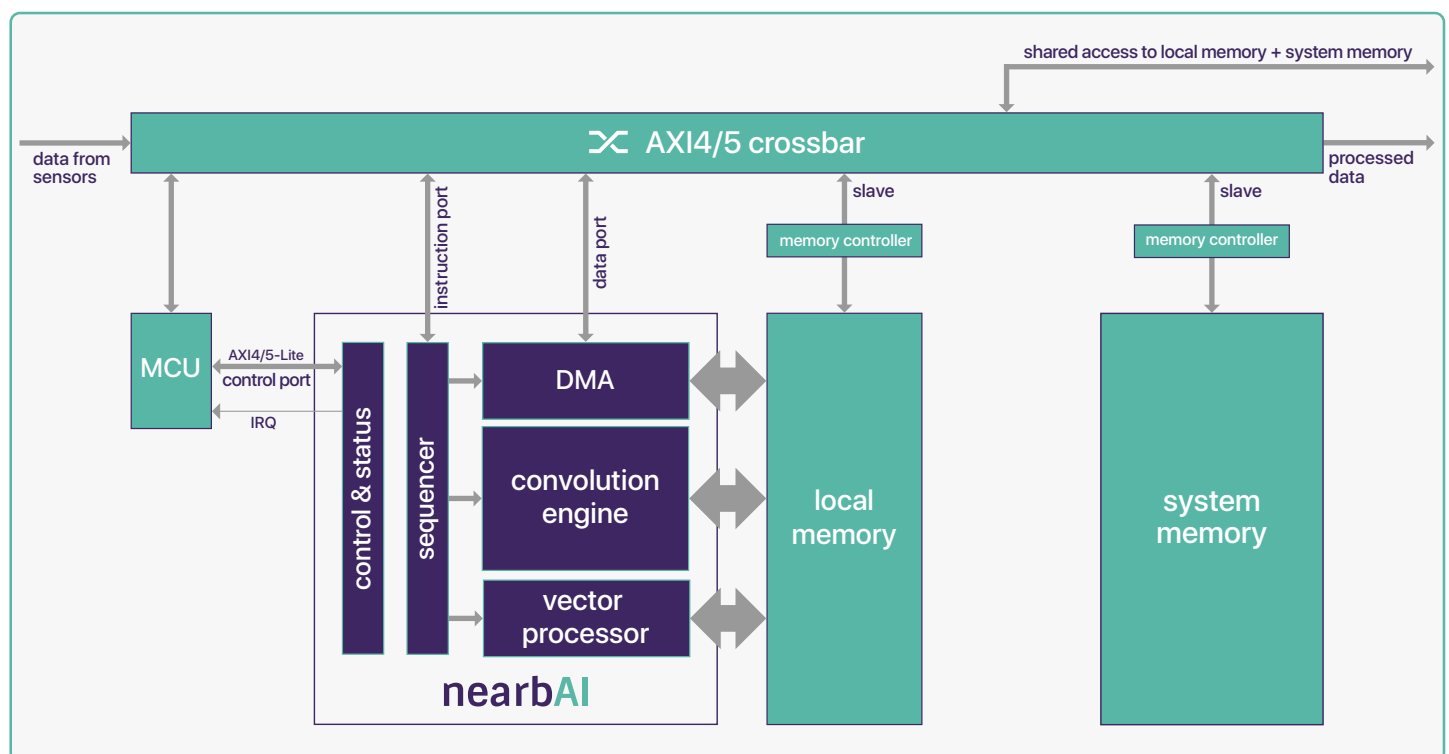 shared access to local memory + system memory
AXI4/5 crossbar
data from
sensors
processed
data
instruction port
data port
slave
slave
memory controller
memory controller
MCU
AXI4/5-Lite
control port
IRQ
control & status
sequencer
DMA
convolution
engine
vector
processor
nearbAI
local
memory
system
memory